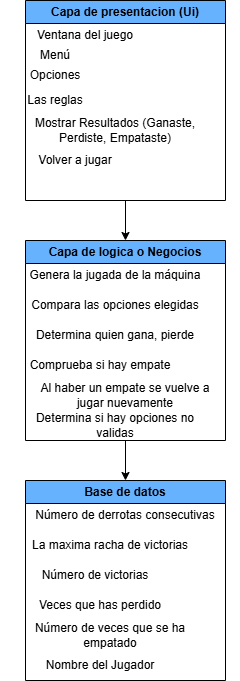 Capa de presentacion (Ui)
Ventana del juego
Menú
Opciones
Las reglas
Mostrar Resultados (Ganaste,
Perdiste, Empataste)
Volver a jugar
Capa de logica o Negocios
Genera la jugada de la máquina
Compara las opciones elegidas
Determina quien gana, pierde
Comprueba si hay empate
Al haber un empate se vuelve a
jugar nuevamente
Determina si hay opciones no
validas
Base de datos
Número de derrotas consecutivas
La maxima racha de victorias
Número de victorias
Veces que has perdido
Número de veces que se ha
empatado
Nombre del Jugador